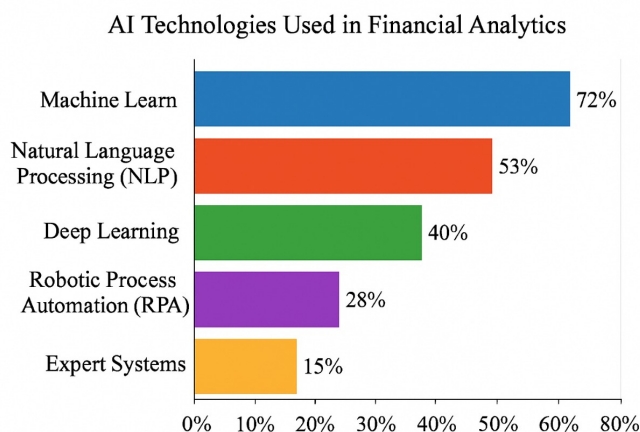 AI Technologies Used in Financial Analytics
Machine Learn
72%
Natural Language
Processing (NLP)
53%
Deep Learning
40%
Robotic Process
Automation (RPA)
28%
Expert Systems
15%
0% 10% 20% 30% 40% 50% 60% 80%